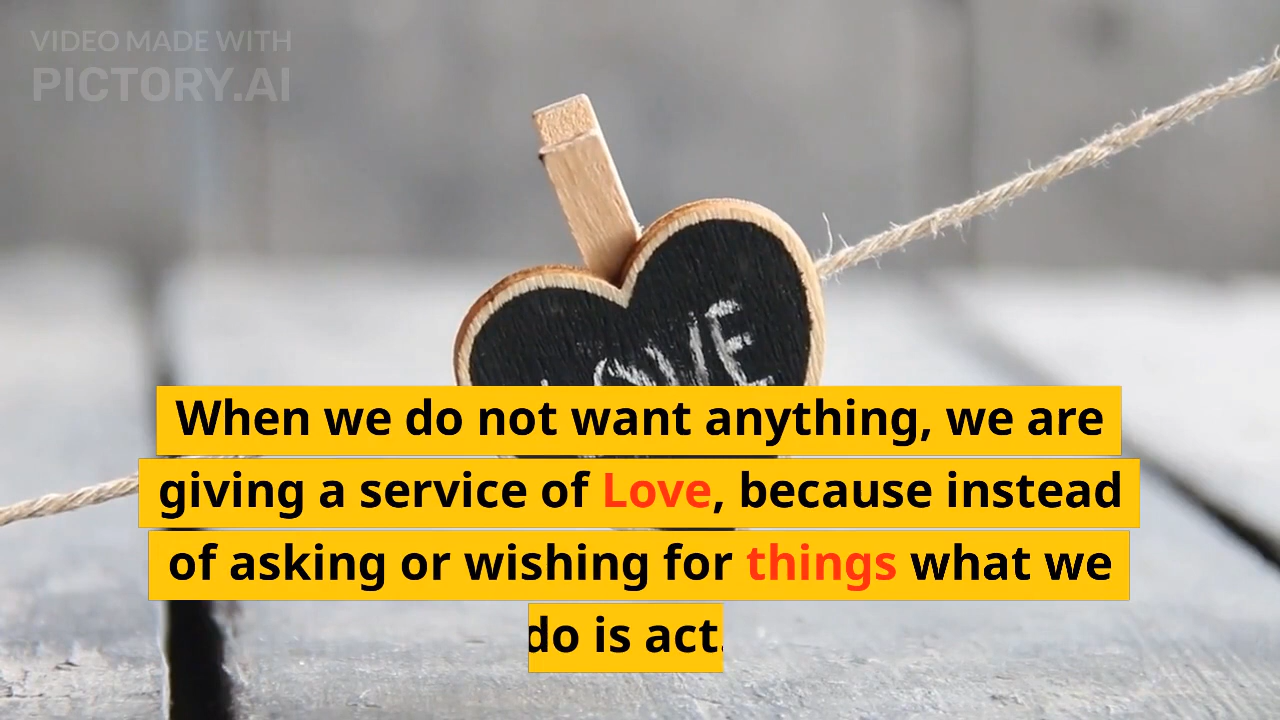 VIDEO MADE WITH
PICTORY.AI
LOVE
When we do not want anything, we are
giving a service of Love, because instead
of asking or wishing for things what we
do is act.